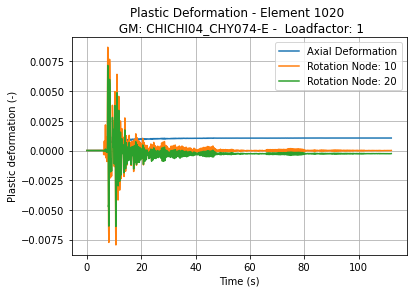 Plastic Deformation - Element 1020
GM: CHICHI04_CHY074-E - Loadfactor: 1
Axial Deformation
Rotation Node: 10
Rotation Node: 20
Plastic deformation (-)
0.0075
0.0050
0.0025
0.0000
−0.0025
−0.0050
−0.0075
0 20 40 60 80 100
Time (s)